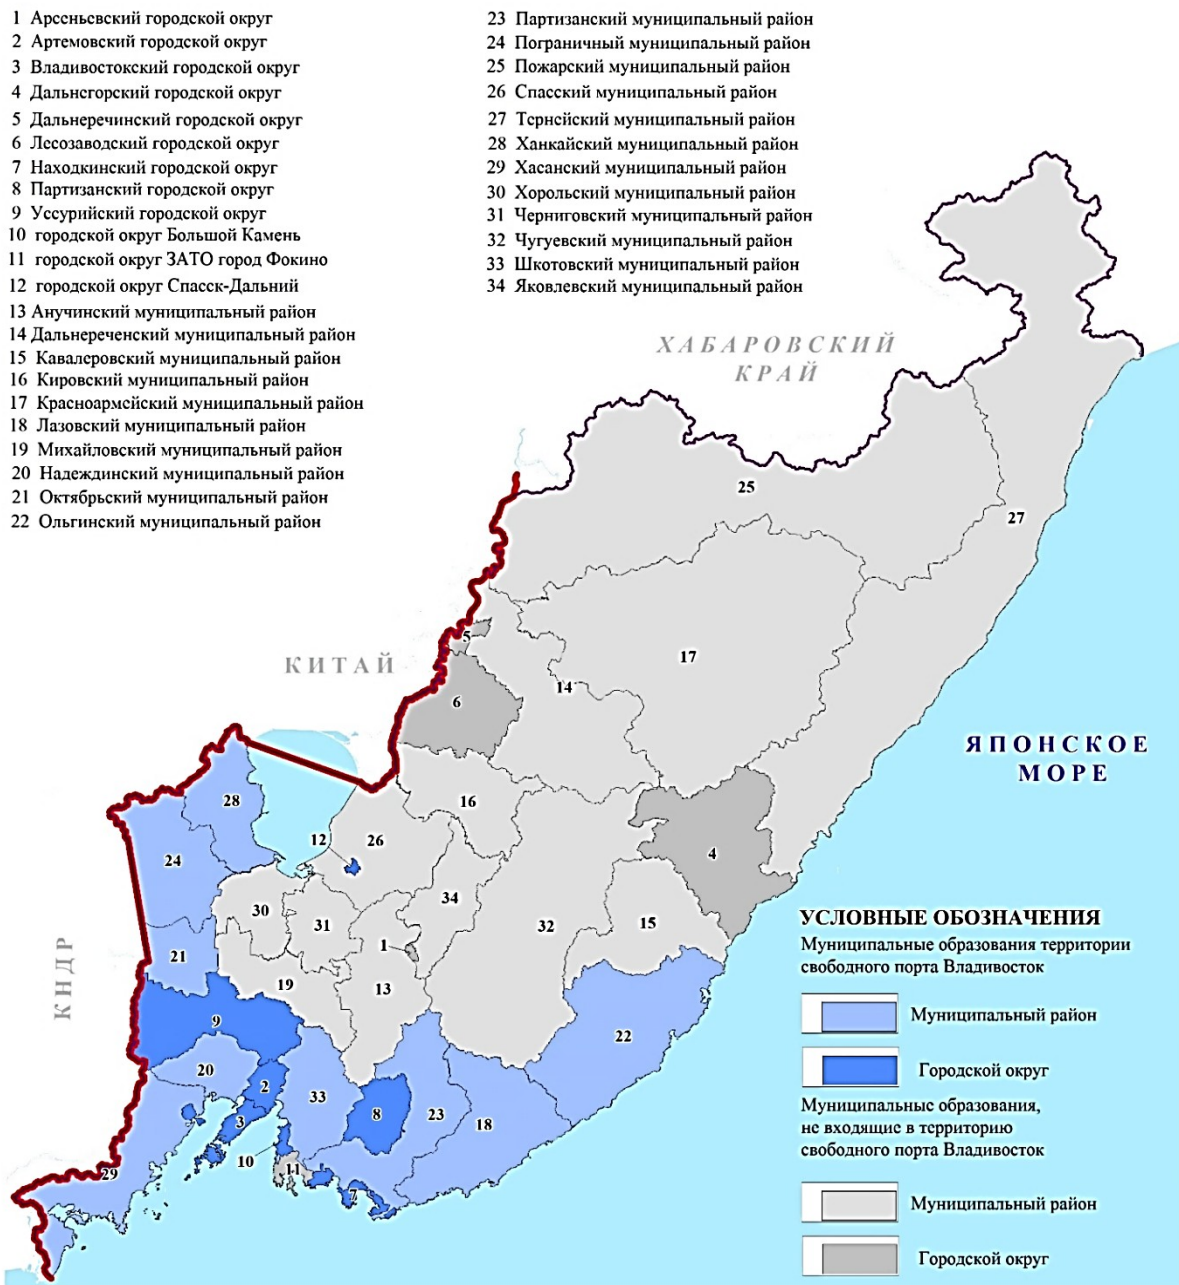 1 Арсеньевский городской округ
2 Артемовский городской округ
3 Владивостокский городской округ
4 Дальнегорский городской округ
5 Дальнеречинский городской округ
6 Лесозаводский городской округ
7 Находкинский городской округ
8 Партизанский городской округ
9 Уссурийский городской округ
10 городской округ Большой Камень
11 городской округ ЗАТО город Фокино
12 городской округ Спасск-Дальний
13 Анучинский муниципальный район
14 Дальнереченский муниципальный район
15 Кавалеровский муниципальный район
16 Кировский муниципальный район
17 Красноармейский муниципальный район
18 Лазовский муниципальный район
19 Михайловский муниципальный район
20 Надеждинский муниципальный район
21 Октябрьский муниципальный район
22 Ольгинский муниципальный район
23 Партизанский муниципальный район
24 Пограничный муниципальный район
25 Пожарский муниципальный район
26 Спасский муниципальный район
27 Тернейский муниципальный район
28 Ханкайский муниципальный район
29 Хасанский муниципальный район
30 Хорольский муниципальный район
31 Черниговский муниципальный район
32 Чугуевский муниципальный район
33 Шкотовский муниципальный район
34 Яковлевский муниципальный район
ХАБАРОВСКИЙ
КРАЙ
25
27
5
КИТАЙ
17
14
6
ЯПОНСКОЕ
МОРЕ
28
16
12
26
24
4
34
30
31
32
15
1
21
КНДР
19
13
9
22
20
2
33
8
23
3
18
10
11
29
7
УСЛОВНЫЕ ОБОЗНАЧЕНИЯ
Муниципальные образования территории
свободного порта Владивосток
Муниципальный район
Городской округ
Муниципальные образования,
не входящие в территорию
свободного порта Владивосток
Муниципальный район
Городской округ